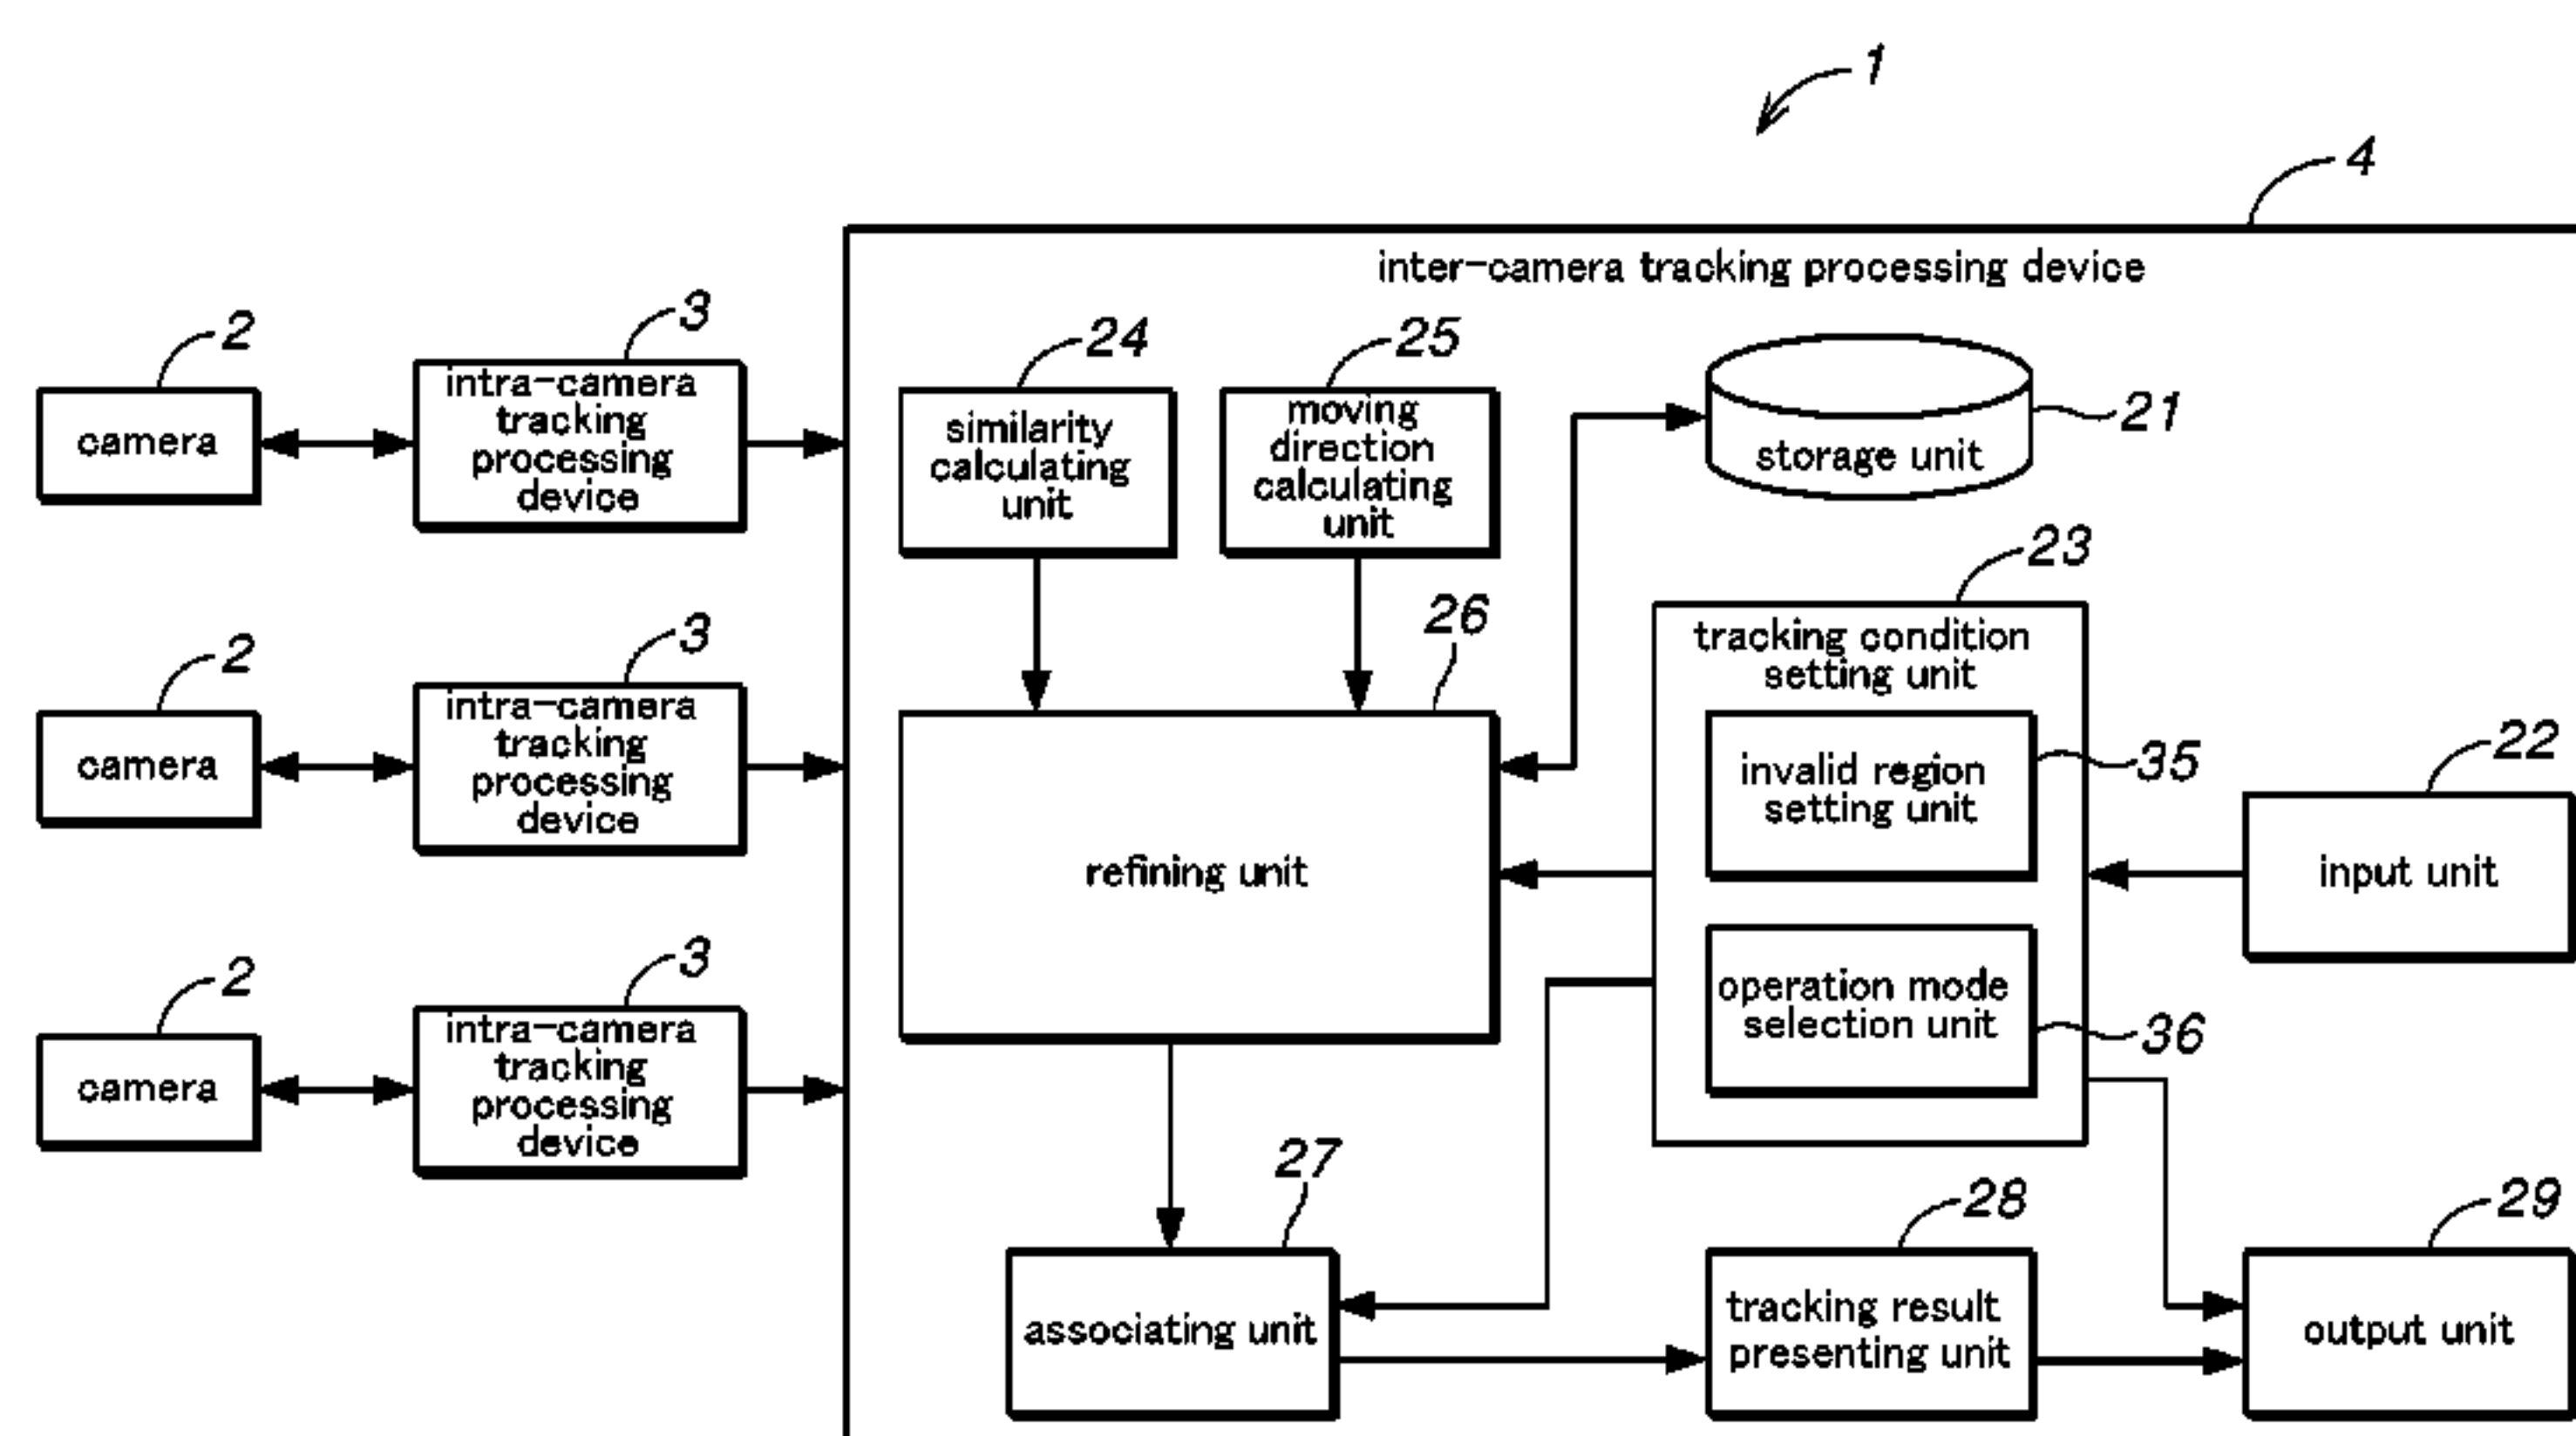 1
4
inter-camera tracking processing device
2
3
24
25
camera
intra-camera
tracking
processing
device
similarity
calculating
unit
moving
direction
calculating
unit
storage unit
21
23
2
3
26
tracking condition
setting unit
camera
intra-camera
tracking
processing
device
invalid region
setting unit
35
22
refining unit
input unit
2
3
operation mode
selection unit
36
camera
intra-camera
tracking
processing
device
27
28
29
associating unit
tracking result
presenting unit
output unit